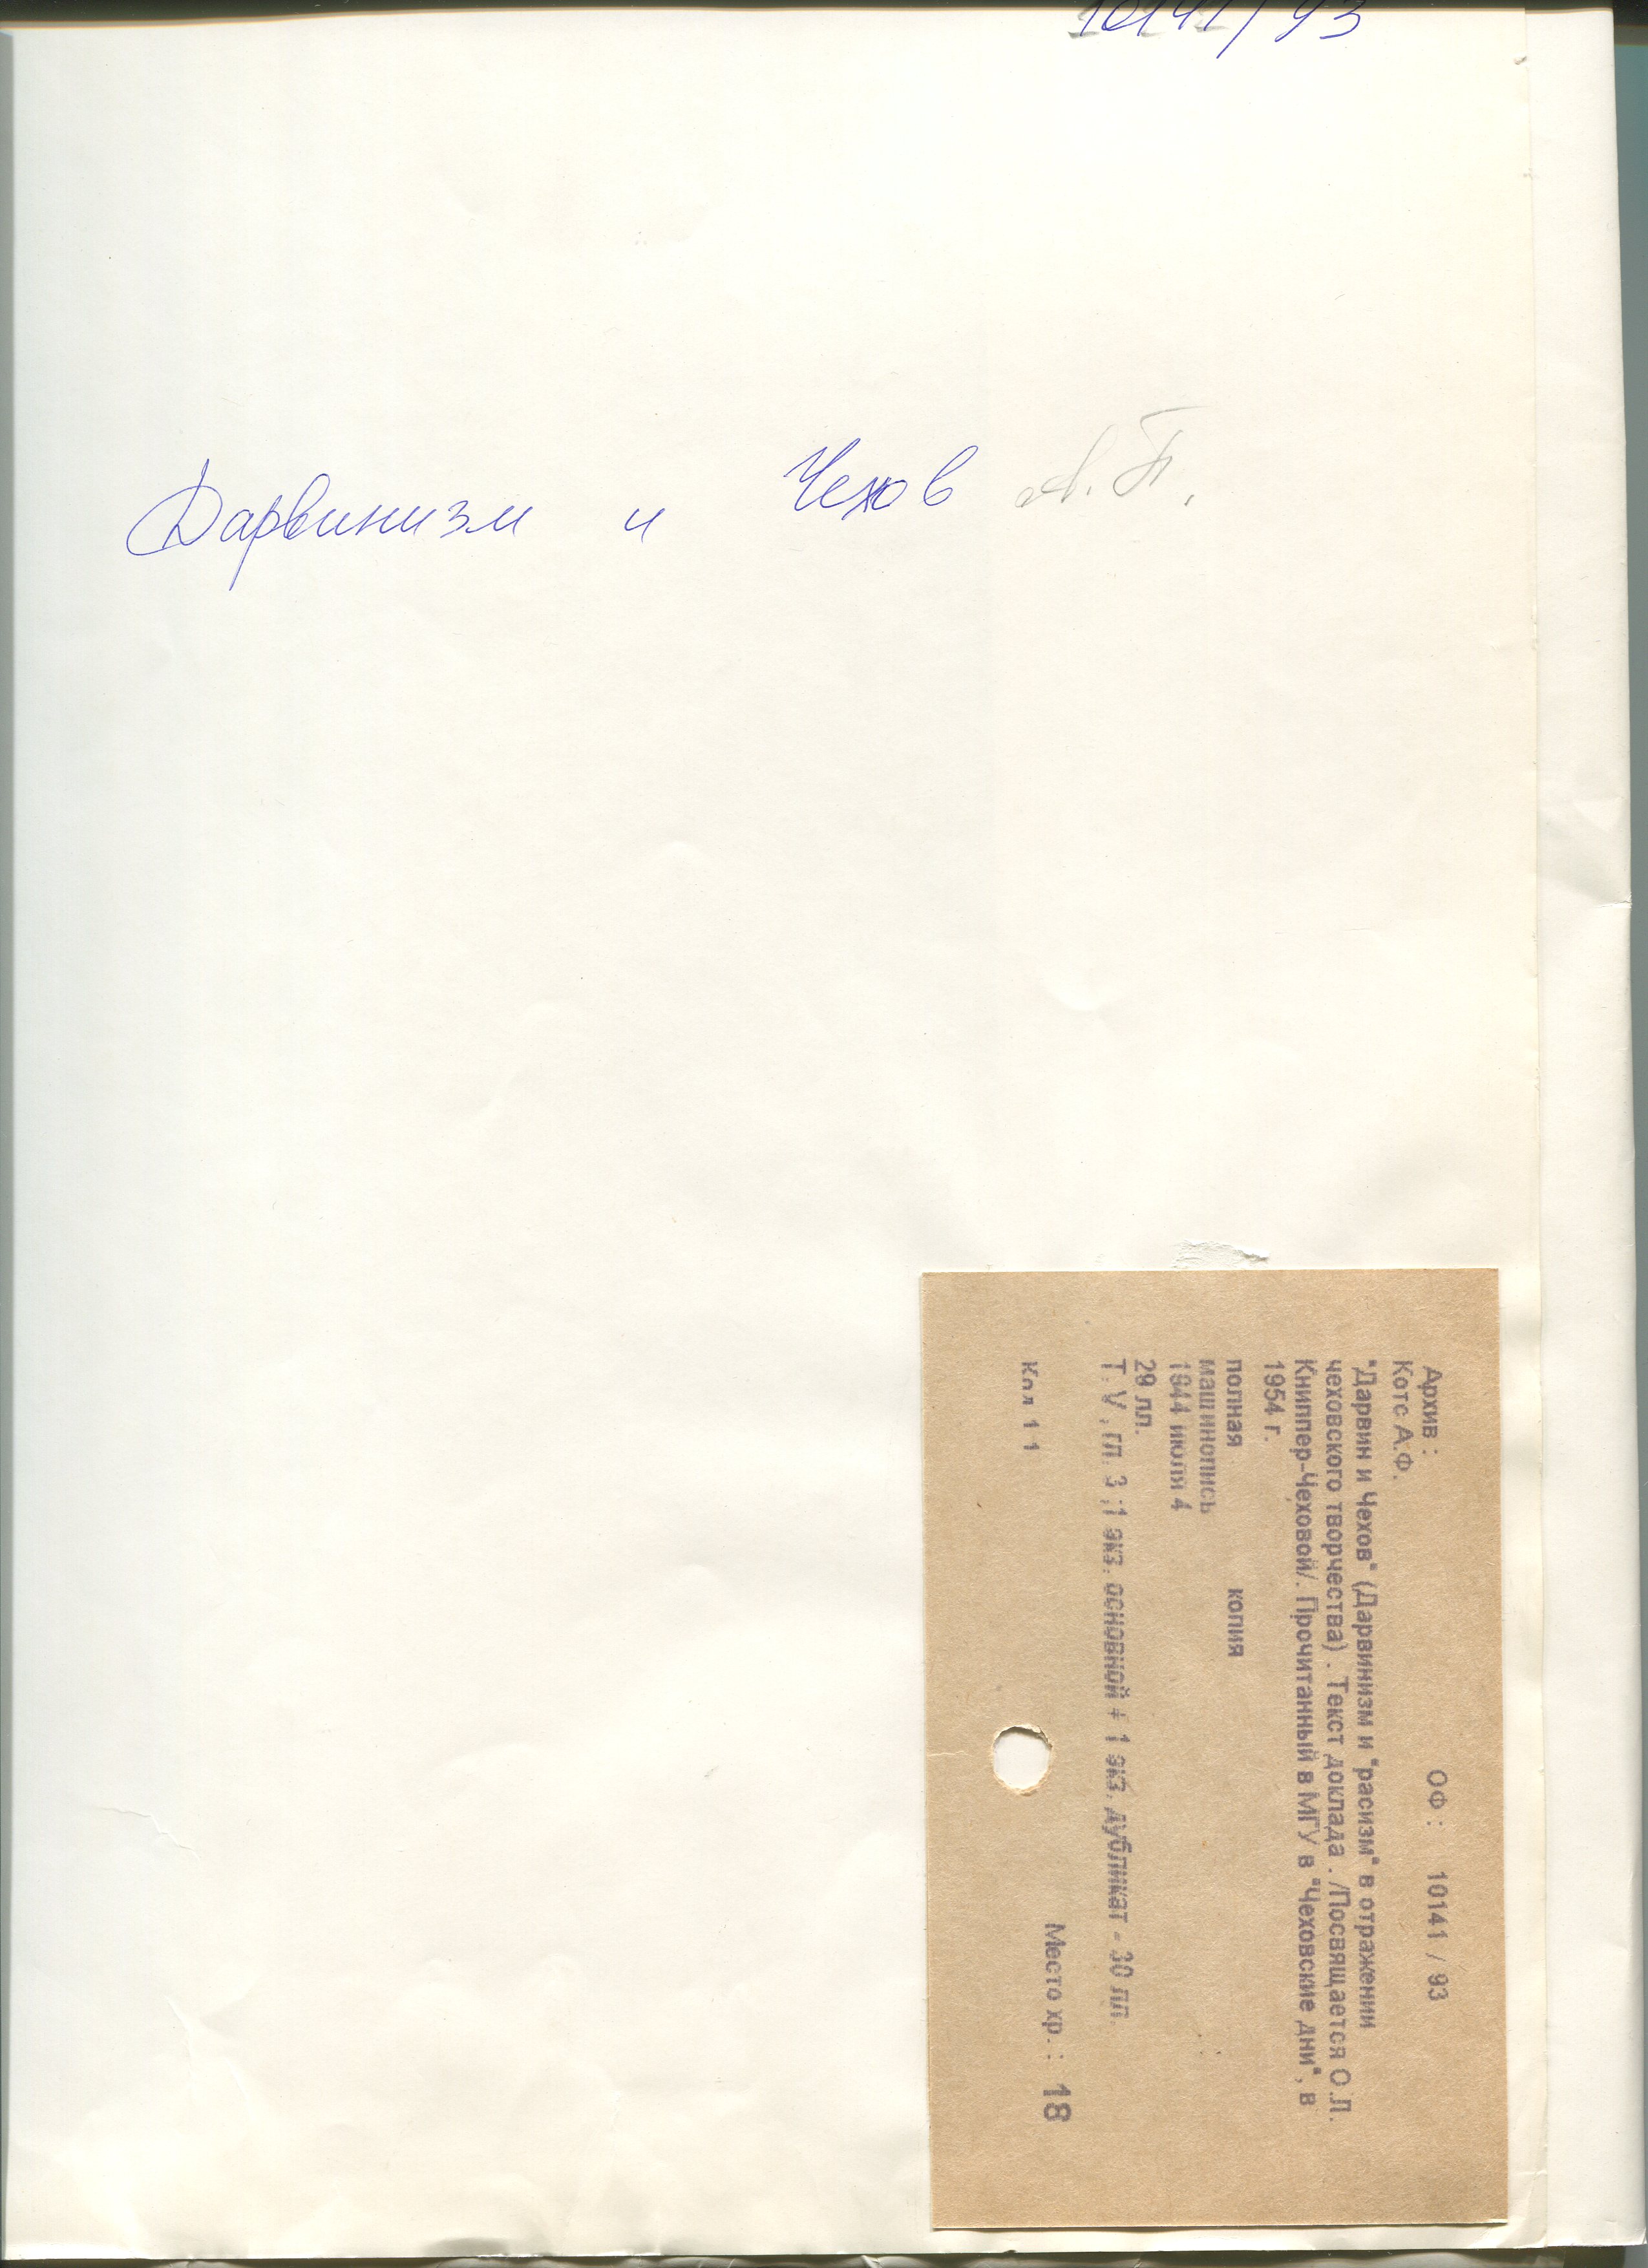 10141/93
Дарвинизм и Чехов А.П.
Архив: ОФ: 10141 / 93
Котс А.Ф.
"Дарвин и Чехов" (Дарвинизм и "расизм" в отражении
чеховского творчества). Текст доклада. /Посвящается О.Л.
Книппер-Чеховой/. Прочитанный в МГУ в "Чеховские дни", в
1954 г.
полная копия
машинопись
1944 июля 4
29 лл.
Т. V, гл. 3 ;1 экз. основной + 1 экз. дубликат - 30 лл.
Кол 1 1 Место хр. : 18